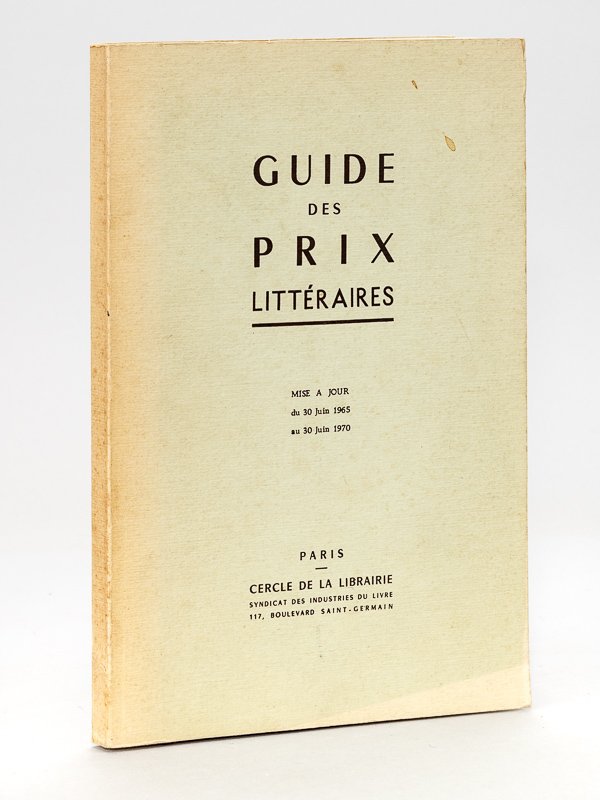 GUIDE
DES
PRIX
LITTÉRAIRES
MISE A JOUR
du 30 Juin 1965
au 30 Juin 1970
PARIS
CERCLE DE LA LIBRAIRIE
SYNDICAT DES INDUSTRIES DU LIVRE
117, BOULEVARD SAINT-GERMAIN